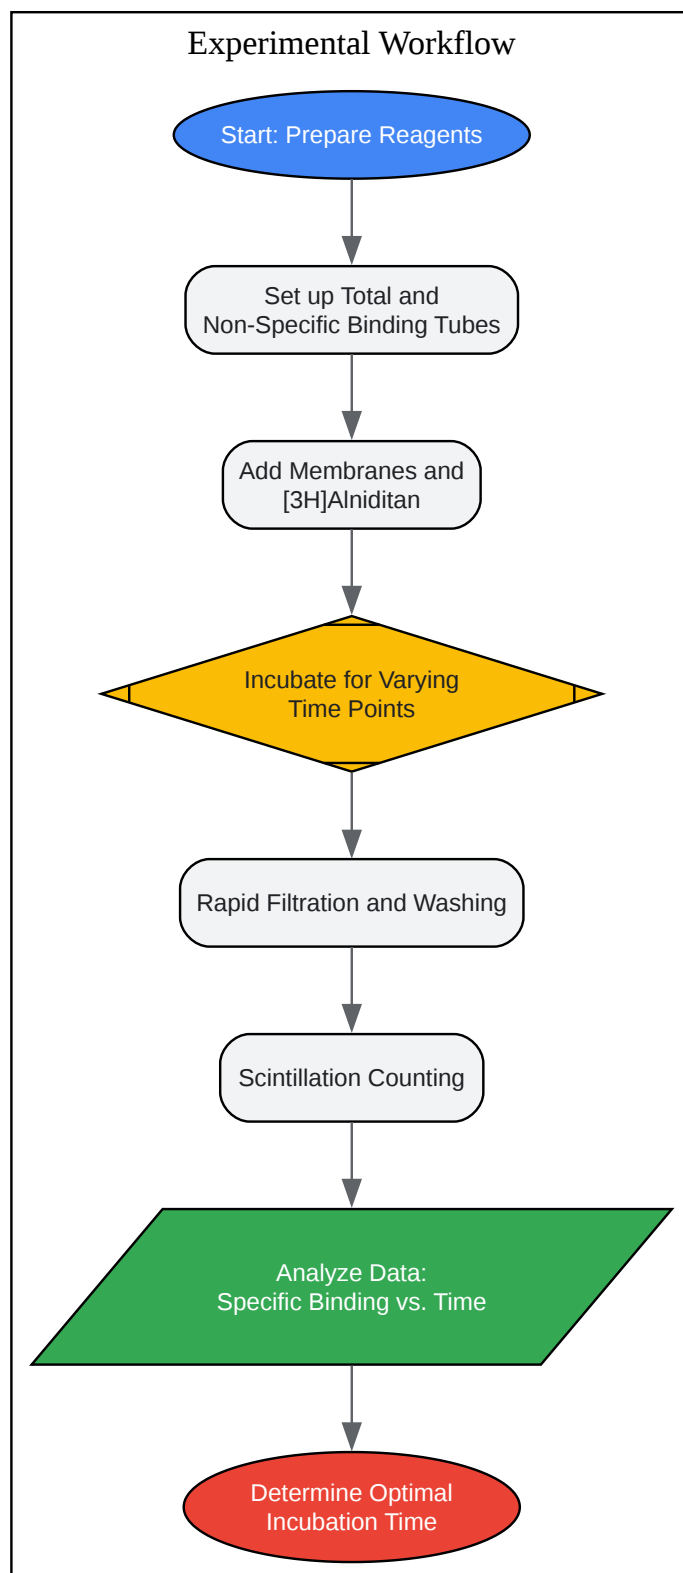 Experimental Workflow
Start: Prepare Reagents
Set up Total and
Non-Specific Binding Tubes
Add Membranes and
[3H]Alniditan
Incubate for Varying
Time Points
Rapid Filtration and Washing
Scintillation Counting
Analyze Data:
Specific Binding vs. Time
Determine Optimal
Incubation Time